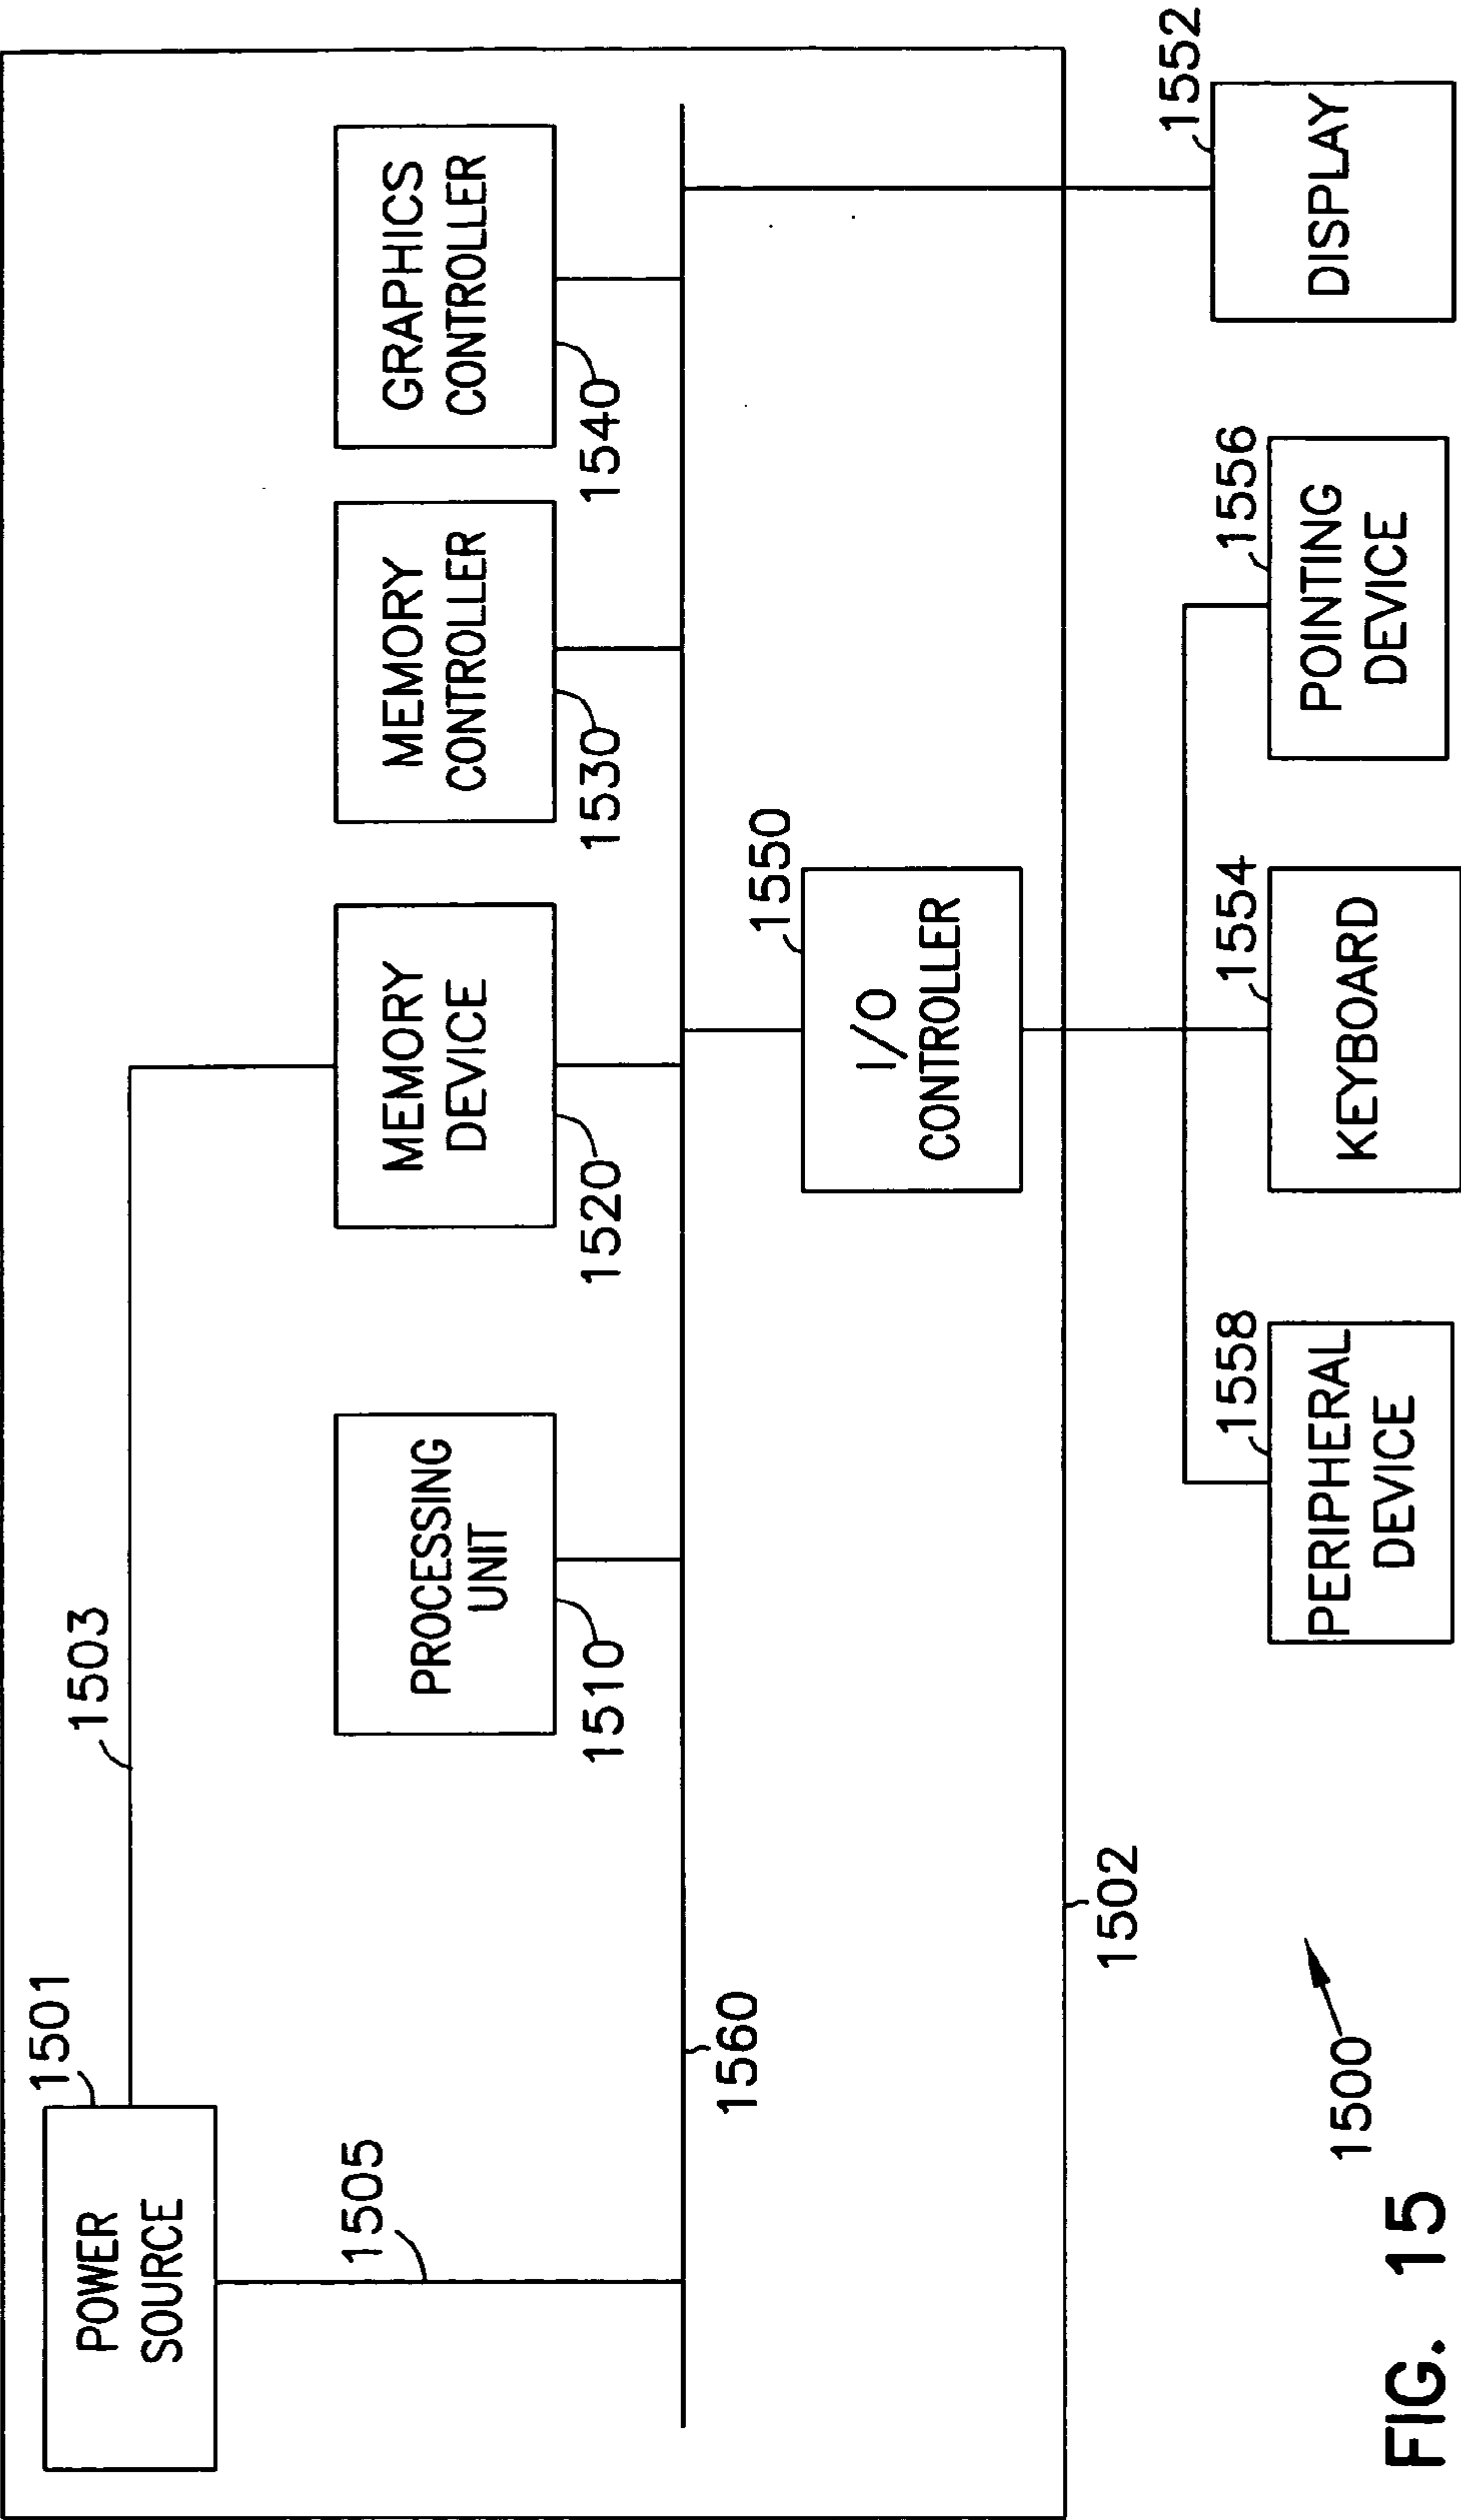 1501
POWER
SOURCE
1503
1505
PROCESSING
UNIT
1510
MEMORY
DEVICE
1520
MEMORY
CONTROLLER
1530
GRAPHICS
CONTROLLER
1540
1560
1550
I/O
CONTROLLER
1502
1500
1558
PERIPHERAL
DEVICE
1554
KEYBOARD
1556
POINTING
DEVICE
1552
DISPLAY
FIG. 15